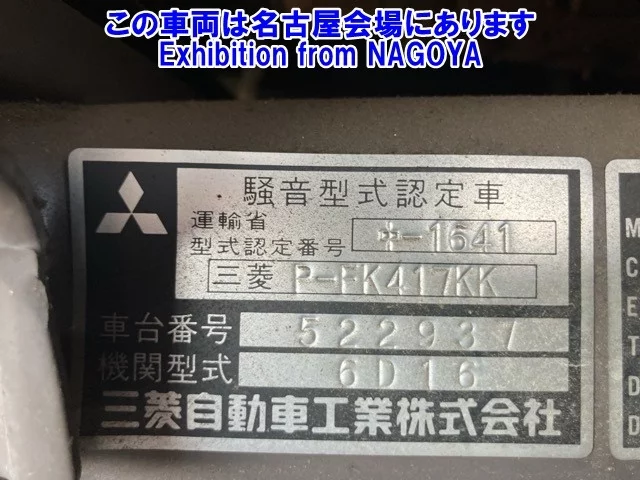 この車両は名古屋会場にあります
Exhibition from NAGOYA
騒音型式認定車
運輸省
型式認定番号 中-1641
三菱 P-FK417KK
車台番号 522937
機関型式 6D16
三菱自動車工業株式会社
M
C
E
T
D
D